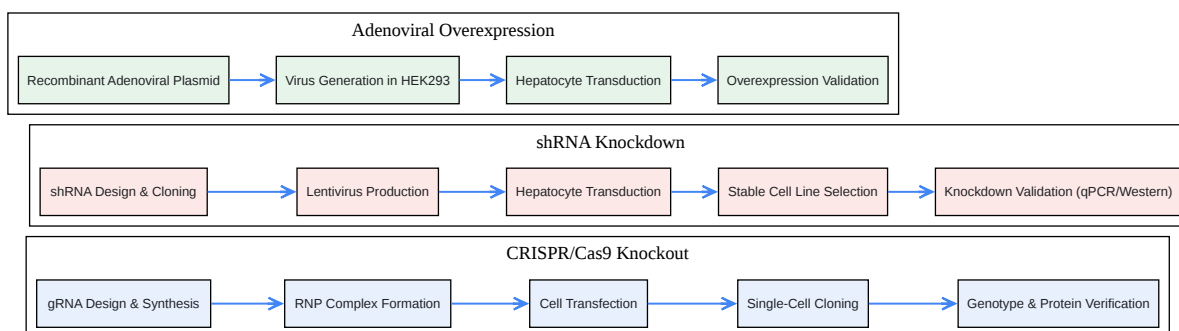 Adenoviral Overexpression
Recombinant Adenoviral Plasmid
Virus Generation in HEK293
Hepatocyte Transduction
Overexpression Validation
shRNA Knockdown
shRNA Design & Cloning
Lentivirus Production
Hepatocyte Transduction
Stable Cell Line Selection
Knockdown Validation (qPCR/Western)
CRISPR/Cas9 Knockout
gRNA Design & Synthesis
RNP Complex Formation
Cell Transfection
Single-Cell Cloning
Genotype & Protein Verification